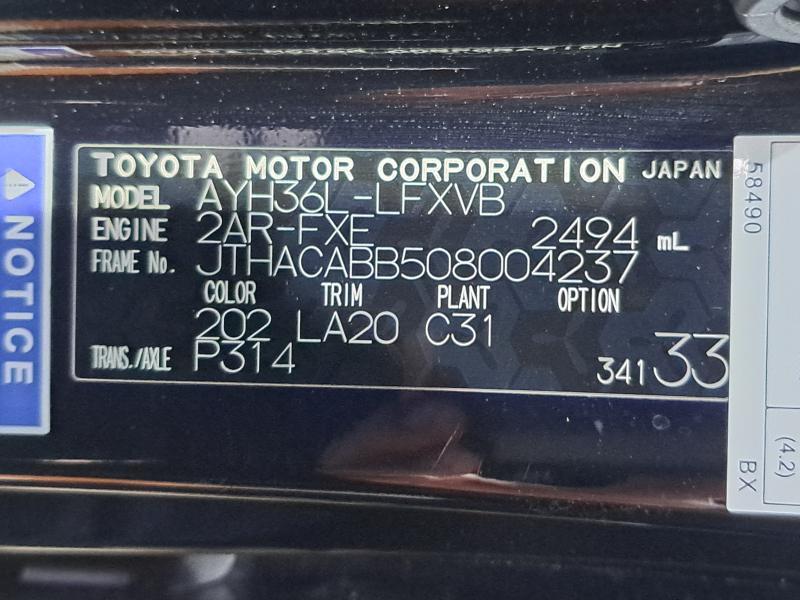 TOYOTA MOTOR CORPORATION JAPAN
MODEL AYH36L-LFXVB
ENGINE 2AR-FXE 2494 mL
FRAME No. JTHACABB508004237
COLOR TRIM PLANT OPTION
202 LA20 C31
TRANS./AXLE P314 34133
NOTICE
58490
(4.2)
BX